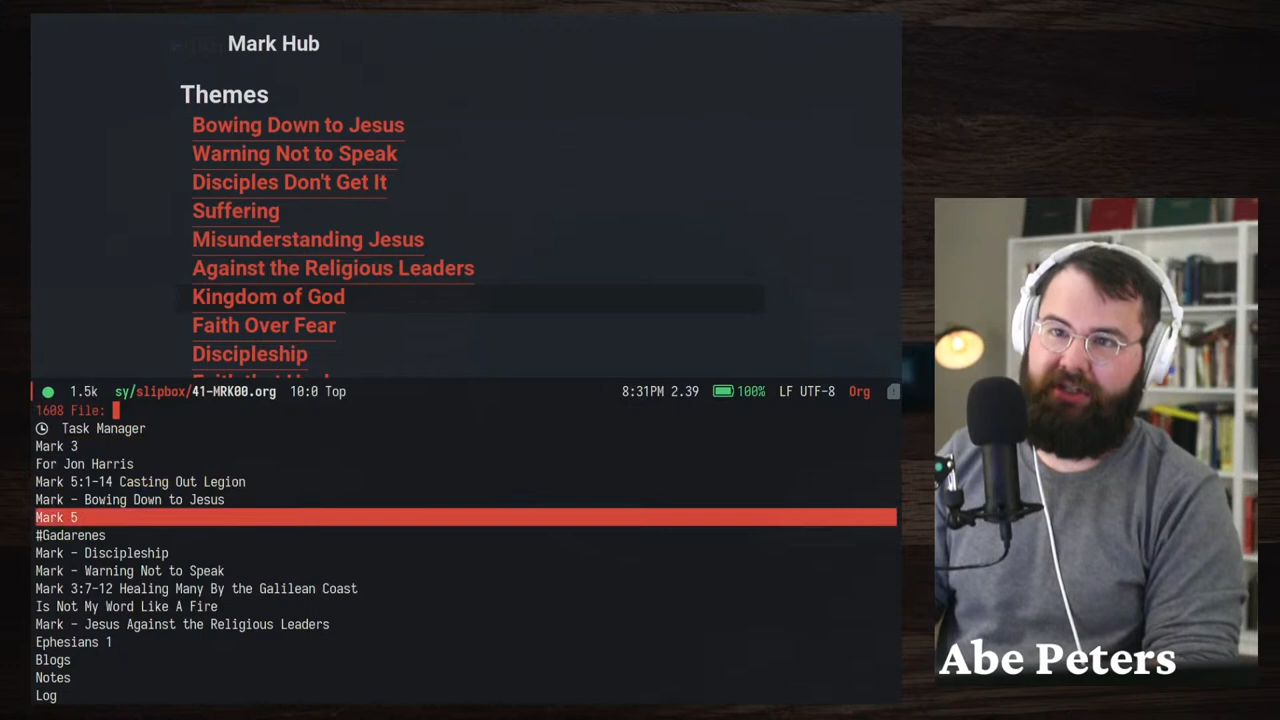 Mark Hub
Themes
Bowing Down to Jesus
Warning Not to Speak
Disciples Don't Get It
Suffering
Misunderstanding Jesus
Against the Religious Leaders
Kingdom of God
Faith Over Fear
Discipleship
1.5k sy/slipbox/41-MRK00.org 10:0 Top 8:31PM 2.39 100% LF UTF-8 Org
1608 File:
Task Manager
Mark 3
For Jon Harris
Mark 5:1-14 Casting Out Legion
Mark - Bowing Down to Jesus
Mark 5
#Gadarenes
Mark - Discipleship
Mark - Warning Not to Speak
Mark 3:7-12 Healing Many By the Galilean Coast
Is Not My Word Like A Fire
Mark - Jesus Against the Religious Leaders
Ephesians 1
Blogs
Notes
Log
Abe Peters